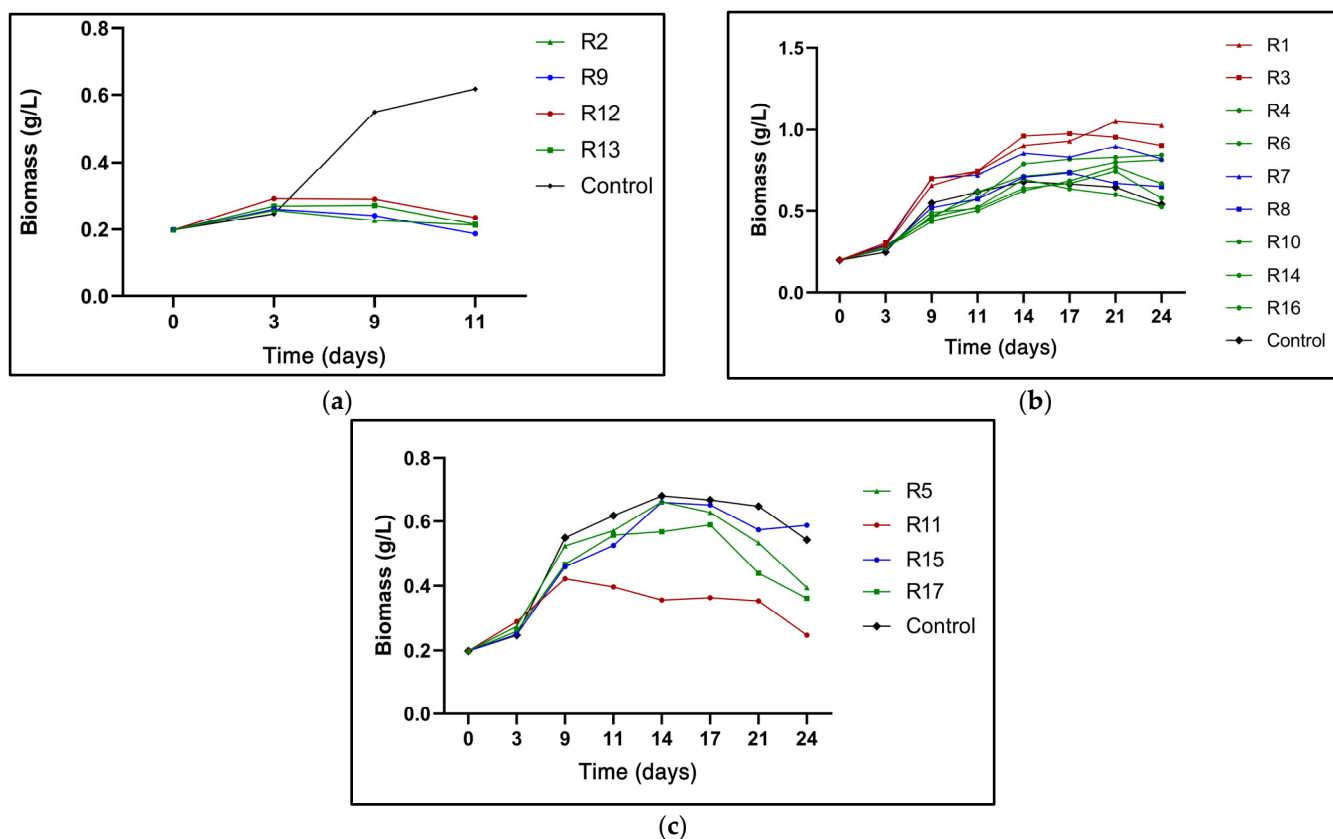 0.8
0.6
0.4
0.2
0.0
Biomass (g/L)
0 3 9 11
Time (days)
R2
R9
R12
R13
Control
(a)
1.5
1.0
0.5
0.0
Biomass (g/L)
0 3 9 11 14 17 21 24
Time (days)
R1
R3
R4
R6
R7
R8
R10
R14
R16
Control
(b)
0.8
0.6
0.4
0.2
0.0
Biomass (g/L)
0 3 9 11 14 17 21 24
Time (days)
R5
R11
R15
R17
Control
(c)